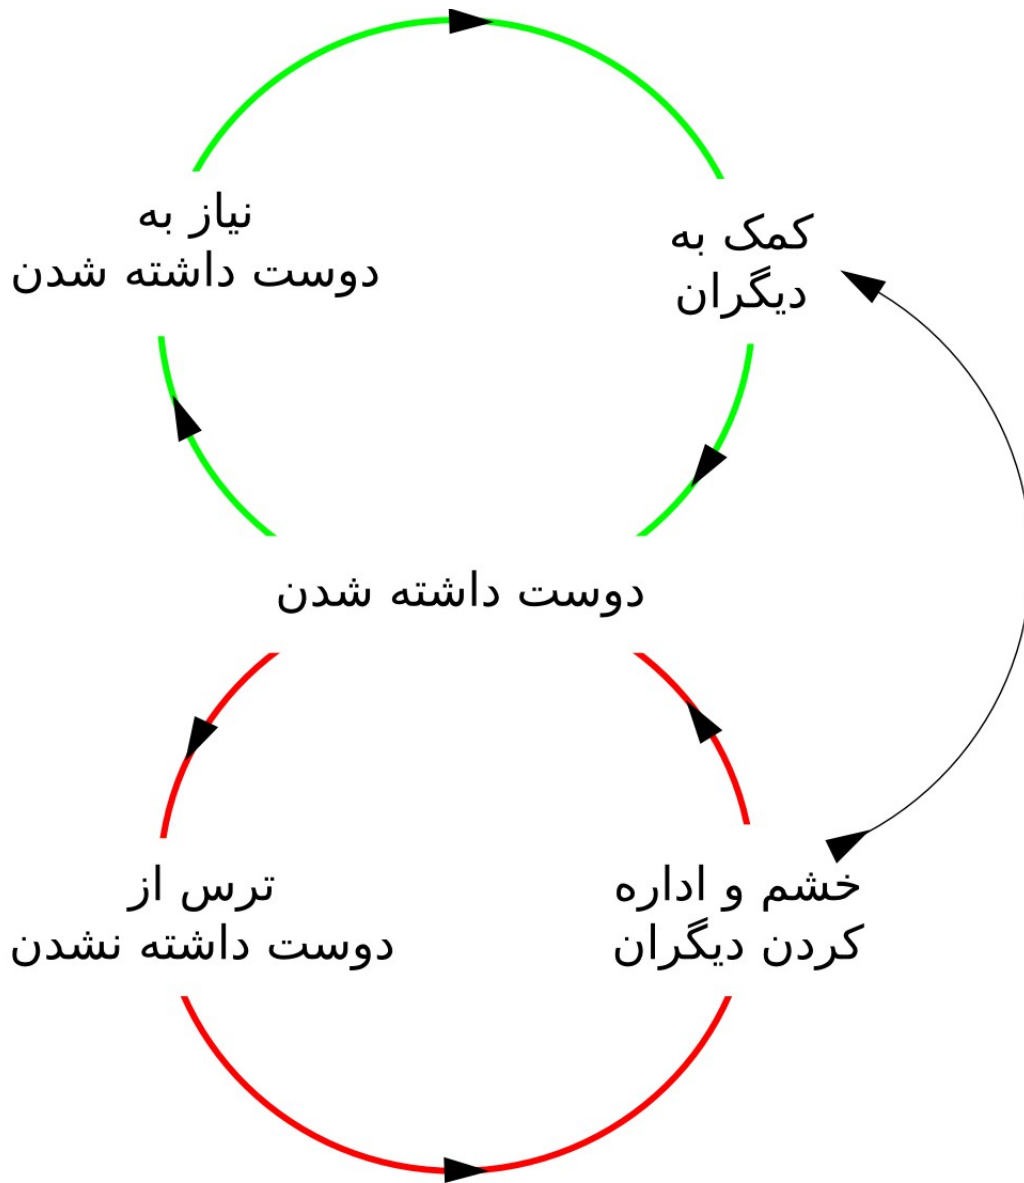 نیاز به
دوست داشته شدن
کمک به
دیگران
دوست داشته شدن
ترس از
دوست داشته نشدن
خشم و اداره
کردن دیگران